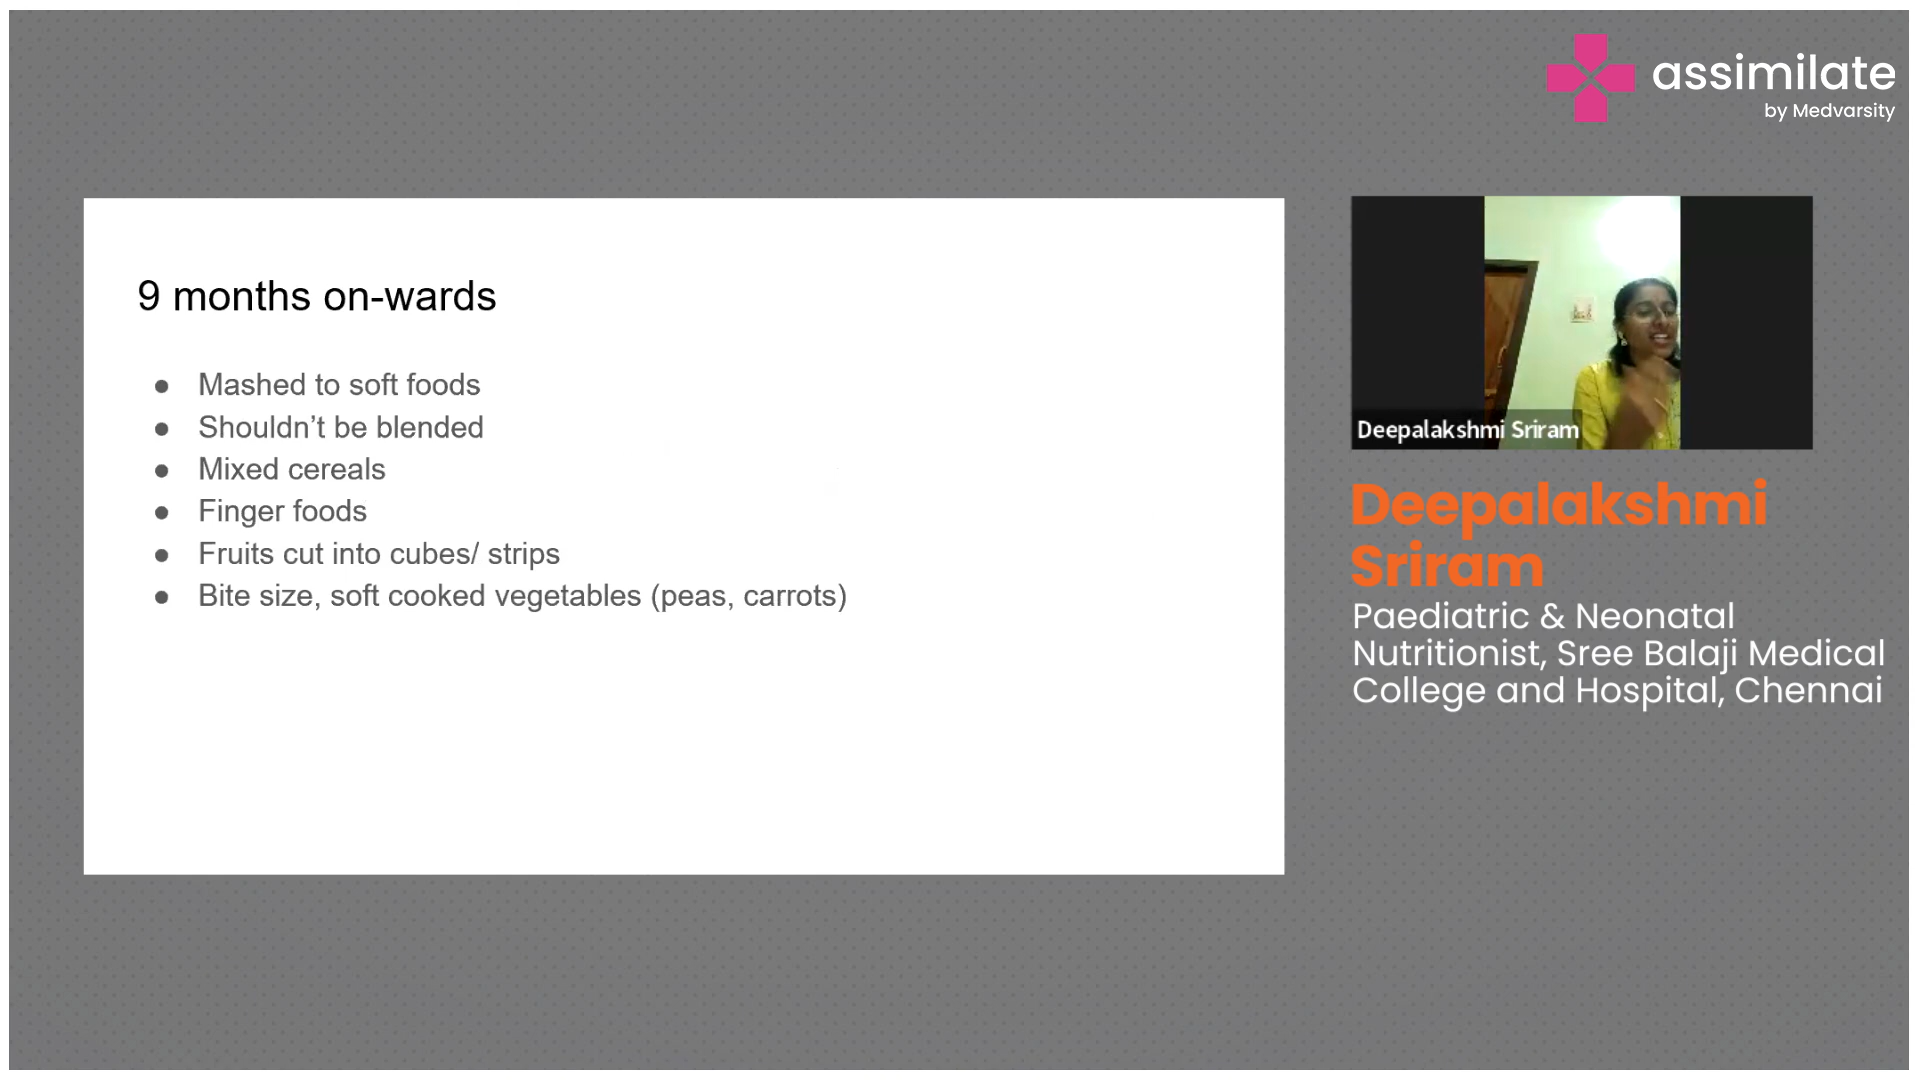 assimilate
by Medvarsity
9 months on-wards
Mashed to soft foods
Shouldn’t be blended
Mixed cereals
Finger foods
Fruits cut into cubes/ strips
Bite size, soft cooked vegetables (peas, carrots)
Deepalakshmi Sriram
Deepalakshmi
Sriram
Paediatric & Neonatal
Nutritionist, Sree Balaji Medical
College and Hospital, Chennai